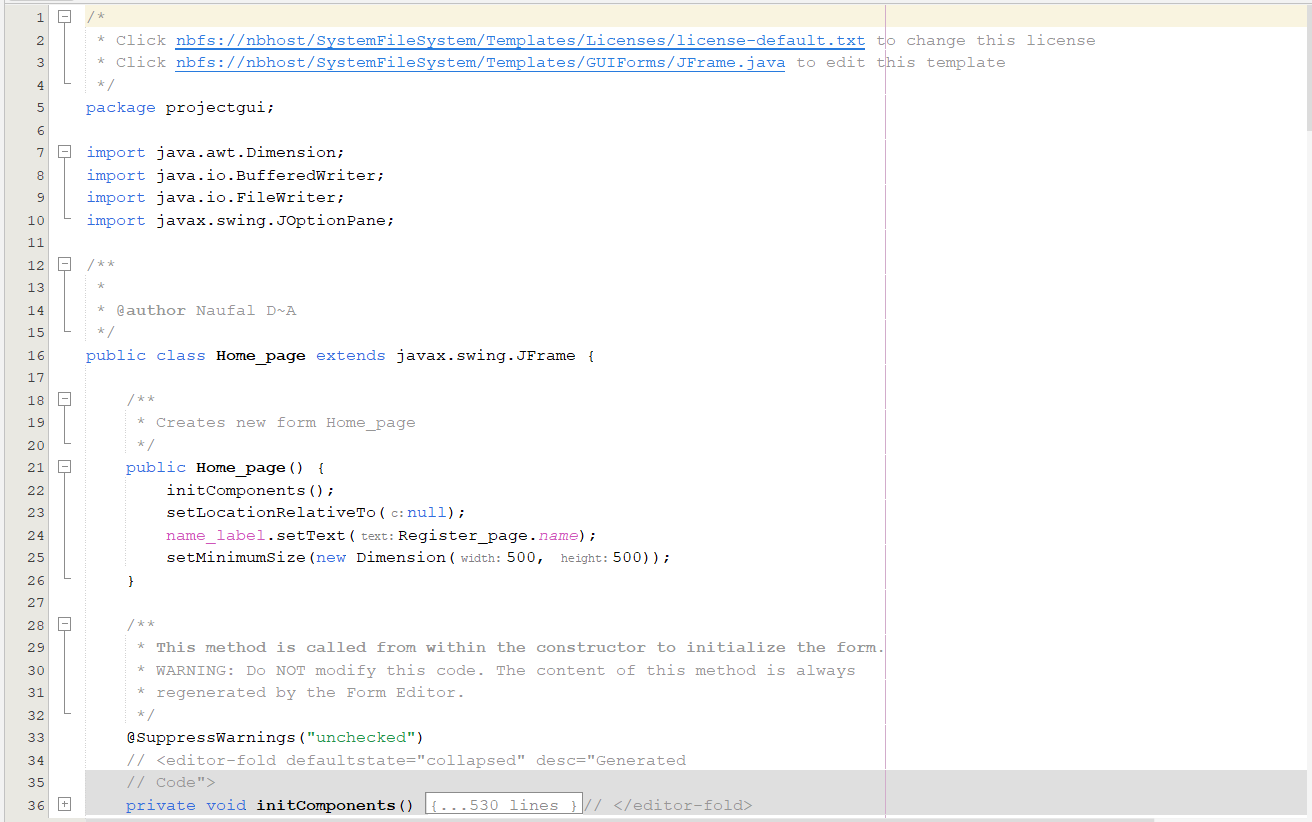 1 /*
2 * Click nbfs://nbhost/SystemFileSystem/Templates/Licenses/license-default.txt to change this license
3 * Click nbfs://nbhost/SystemFileSystem/Templates/GUIForms/JFrame.java to edit this template
4 */
5 package projectgui;
6
7 import java.awt.Dimension;
8 import java.io.BufferedWriter;
9 import java.io.FileWriter;
10 import javax.swing.JOptionPane;
11
12 /**
13 *
14 * @author Naufal D~A
15 */
16 public class Home_page extends javax.swing.JFrame {
17
18 /**
19 * Creates new form Home_page
20 */
21 public Home_page() {
22 initComponents();
23 setLocationRelativeTo( c: null);
24 name_label.setText( text: Register_page.name);
25 setMinimumSize(new Dimension( width: 500, height: 500));
26 }
27
28 /**
29 * This method is called from within the constructor to initialize the form.
30 * WARNING: Do NOT modify this code. The content of this method is always
31 * regenerated by the Form Editor.
32 */
33 @SuppressWarnings("unchecked")
34 // <editor-fold defaultstate="collapsed" desc="Generated
35 // Code">
36 private void initComponents() {...530 lines }// </editor-fold>